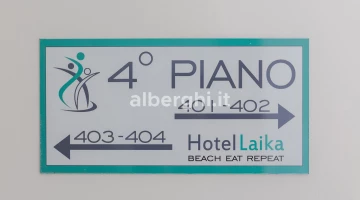 4° PIANO
alberghi.it
401-402
403-404
Hotel Laika
BEACH EAT REPEAT